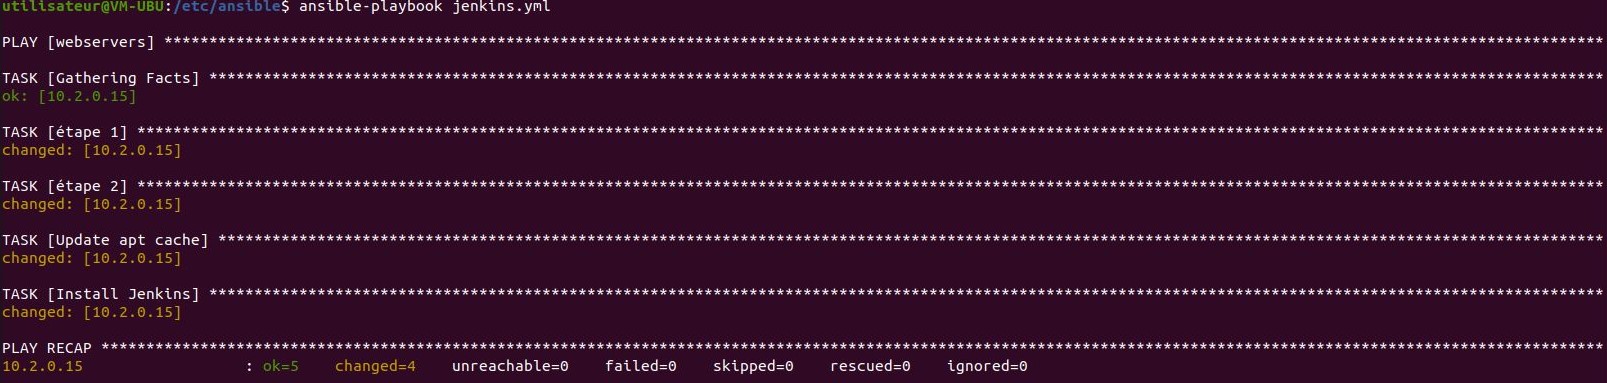 utilisateur@VM-UBU:/etc/ansible$ ansible-playbook jenkins.yml
PLAY [webservers] ****************************************************************************************************************************************************************
TASK [Gathering Facts] ***********************************************************************************************************************************************************
ok: [10.2.0.15]
TASK [étape 1] *******************************************************************************************************************************************************************
changed: [10.2.0.15]
TASK [étape 2] *******************************************************************************************************************************************************************
changed: [10.2.0.15]
TASK [Update apt cache] **********************************************************************************************************************************************************
changed: [10.2.0.15]
TASK [Install Jenkins] ***********************************************************************************************************************************************************
changed: [10.2.0.15]
PLAY RECAP ***********************************************************************************************************************************************************************
10.2.0.15                  : ok=5    changed=4    unreachable=0    failed=0    skipped=0    rescued=0    ignored=0